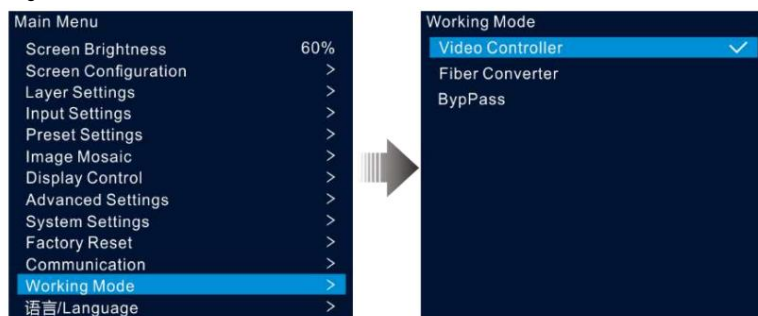 Main Menu
Screen Brightness 60%
Screen Configuration >
Layer Settings >
Input Settings >
Preset Settings >
Image Mosaic >
Display Control >
Advanced Settings >
System Settings >
Factory Reset >
Communication >
Working Mode >
语言/Language >
Working Mode
Video Controller ✓
Fiber Converter
BypPass